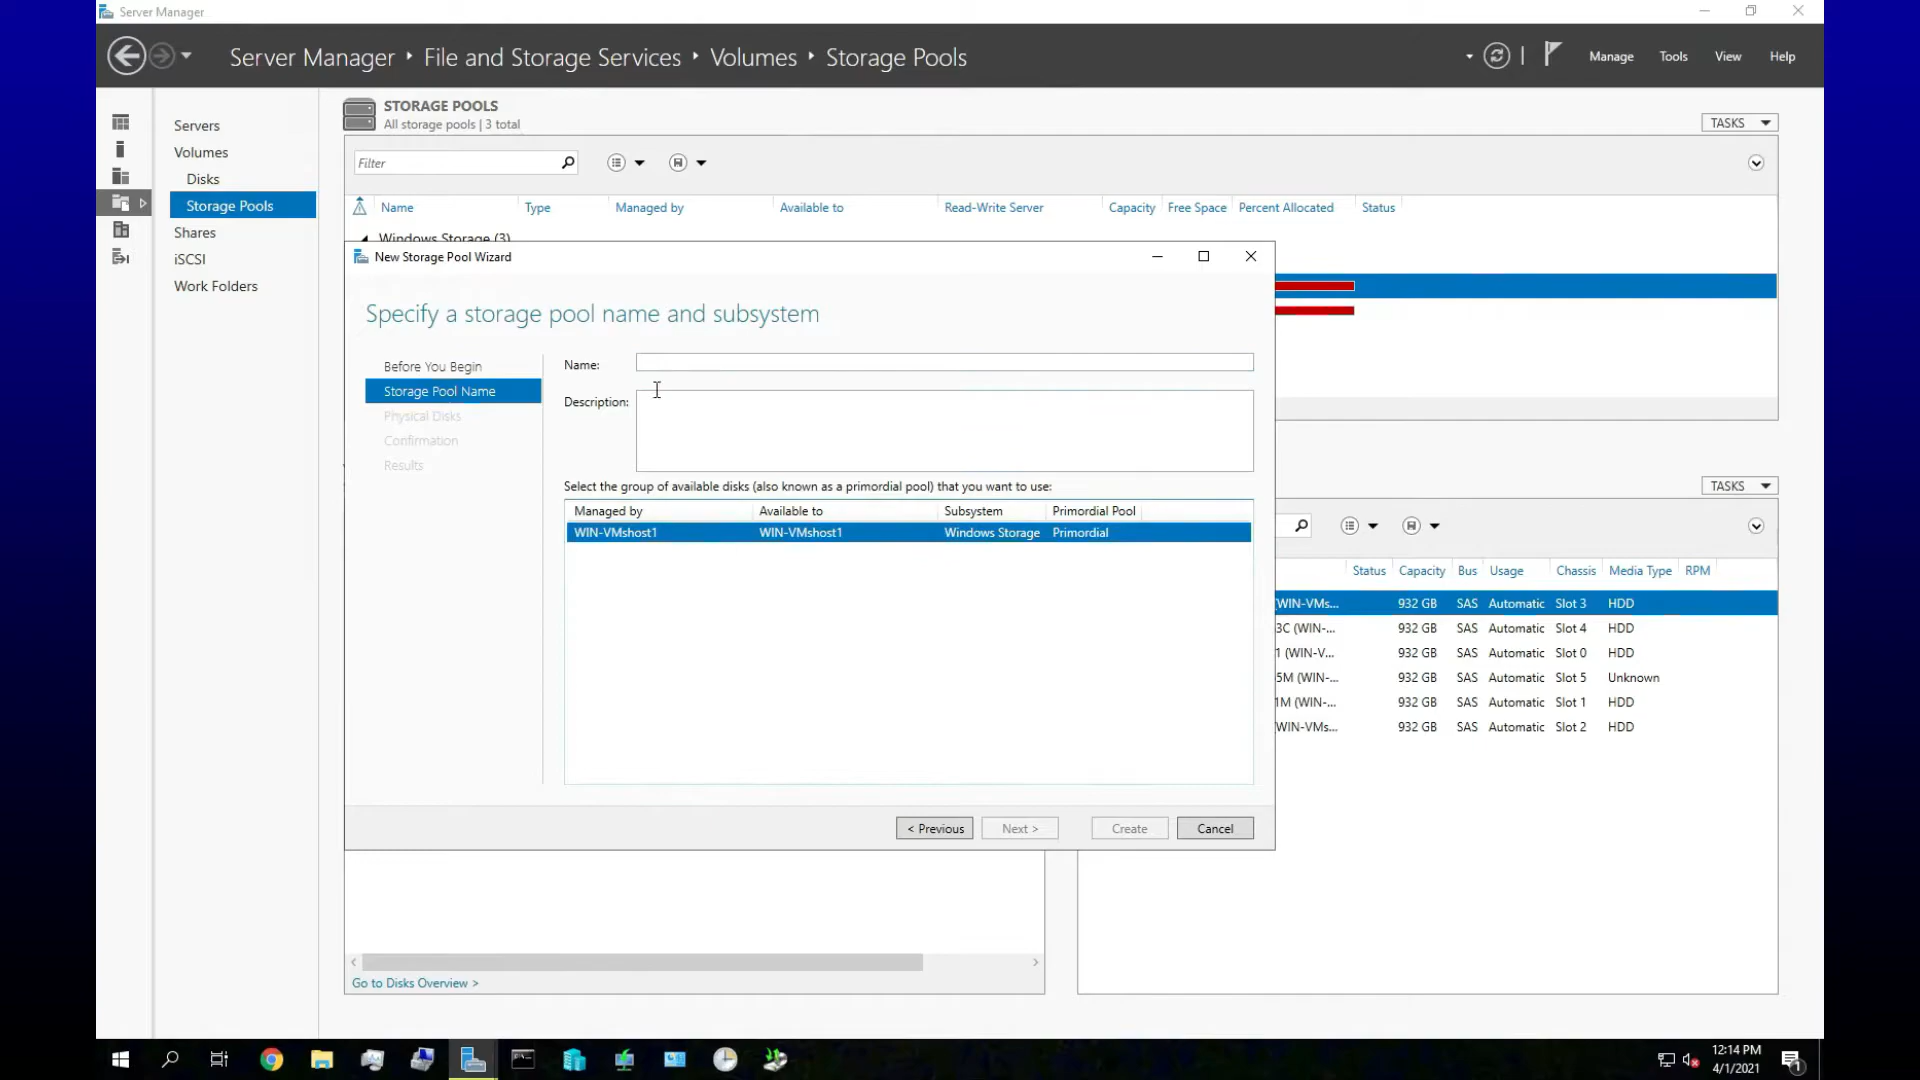 Server Manager
Server Manager ‣ File and Storage Services ‣ Volumes ‣ Storage Pools
Manage Tools View Help
Servers
Volumes
Disks
Storage Pools
Shares
iSCSI
Work Folders
STORAGE POOLS
All storage pools | 3 total
TASKS
Filter
Name Type Managed by Available to Read-Write Server Capacity Free Space Percent Allocated Status
Windows Storage (3)
New Storage Pool Wizard
Specify a storage pool name and subsystem
Before You Begin
Storage Pool Name
Physical Disks
Confirmation
Results
Name:
Description:
Select the group of available disks (also known as a primordial pool) that you want to use:
Managed by Available to Subsystem Primordial Pool
WIN-VMshost1 WIN-VMshost1 Windows Storage Primordial
< Previous Next > Create Cancel
TASKS
Status Capacity Bus Usage Chassis Media Type RPM
(WIN-VMs... 932 GB SAS Automatic Slot 3 HDD
3C (WIN-... 932 GB SAS Automatic Slot 4 HDD
1 (WIN-V... 932 GB SAS Automatic Slot 0 HDD
5M (WIN-... 932 GB SAS Automatic Slot 5 Unknown
1M (WIN-... 932 GB SAS Automatic Slot 1 HDD
WIN-VMs... 932 GB SAS Automatic Slot 2 HDD
Go to Disks Overview >
12:14 PM
4/1/2021
1